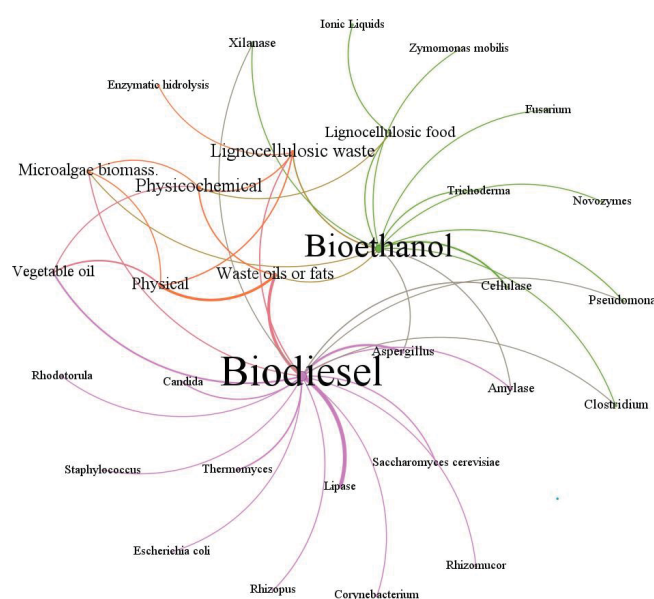 Ionic Liquids
Xilanase
Zymomonas mobilis
Enzymatic hidrolysis
Fusarium
Lignocellulosic food
Lignocellulosic waste
Microalgae biomass.
Physicochemical
Trichoderma
Novozymes
Bioethanol
Vegetable oil
Waste oils or fats
Physical
Cellulase
Pseudomona
Aspergillus
Biodiesel
Rhodotorula
Candida
Amylase
Clostridium
Staphylococcus
Thermomyces
Saccharomyces cerevisiae
Lipase
Escherichia coli
Rhizomucor
Rhizopus
Corynebacterium